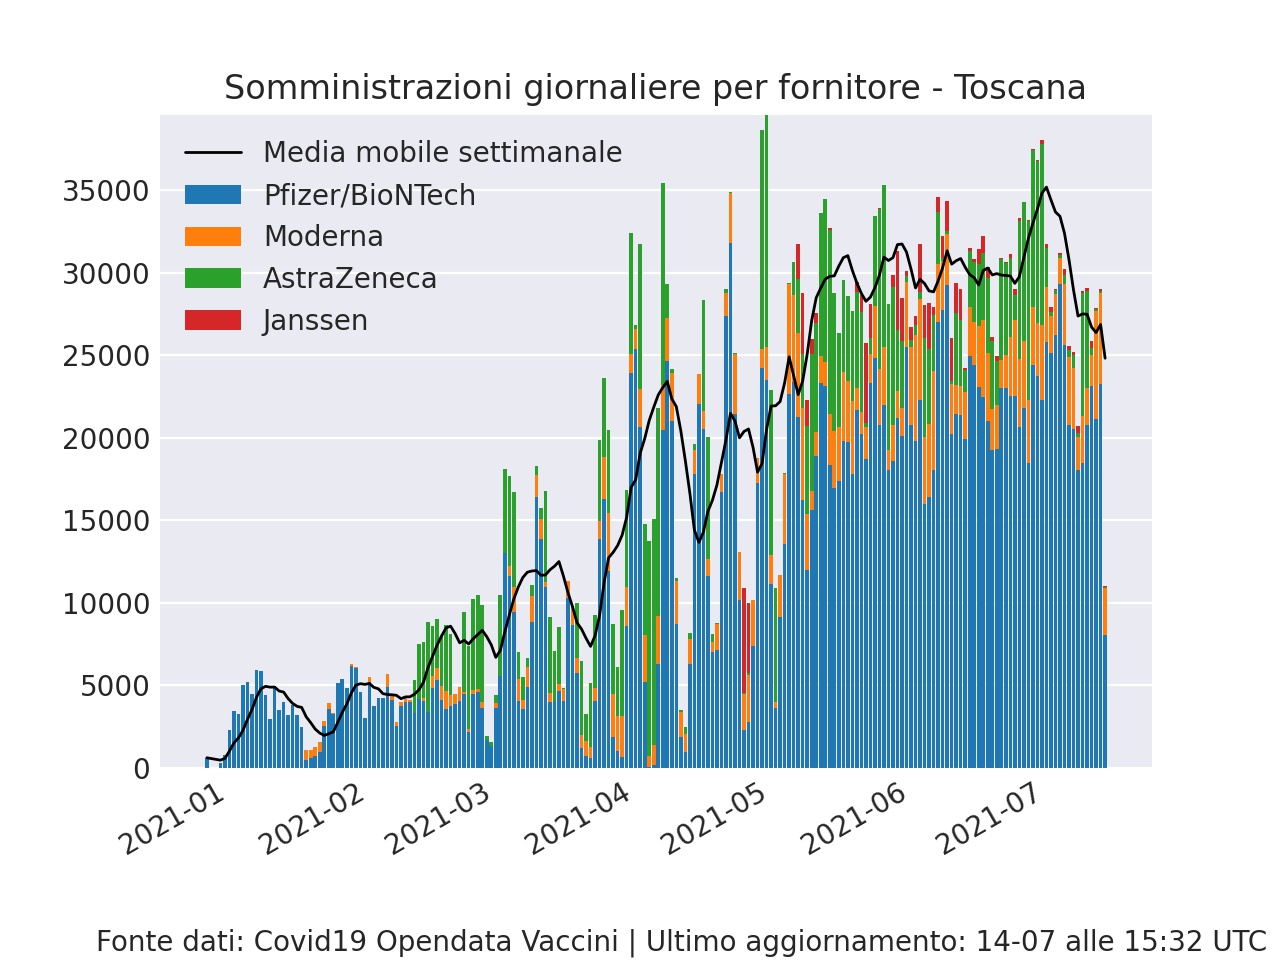 Somministrazioni giornaliere per fornitore - Toscana
Media mobile settimanale
Pfizer/BioNTech
Moderna
AstraZeneca
Janssen
35000
30000
25000
20000
15000
10000
5000
0
2021-01
2021-02
2021-03
2021-04
2021-05
2021-06
2021-07
Fonte dati: Covid19 Opendata Vaccini | Ultimo aggiornamento: 14-07 alle 15:32 UTC